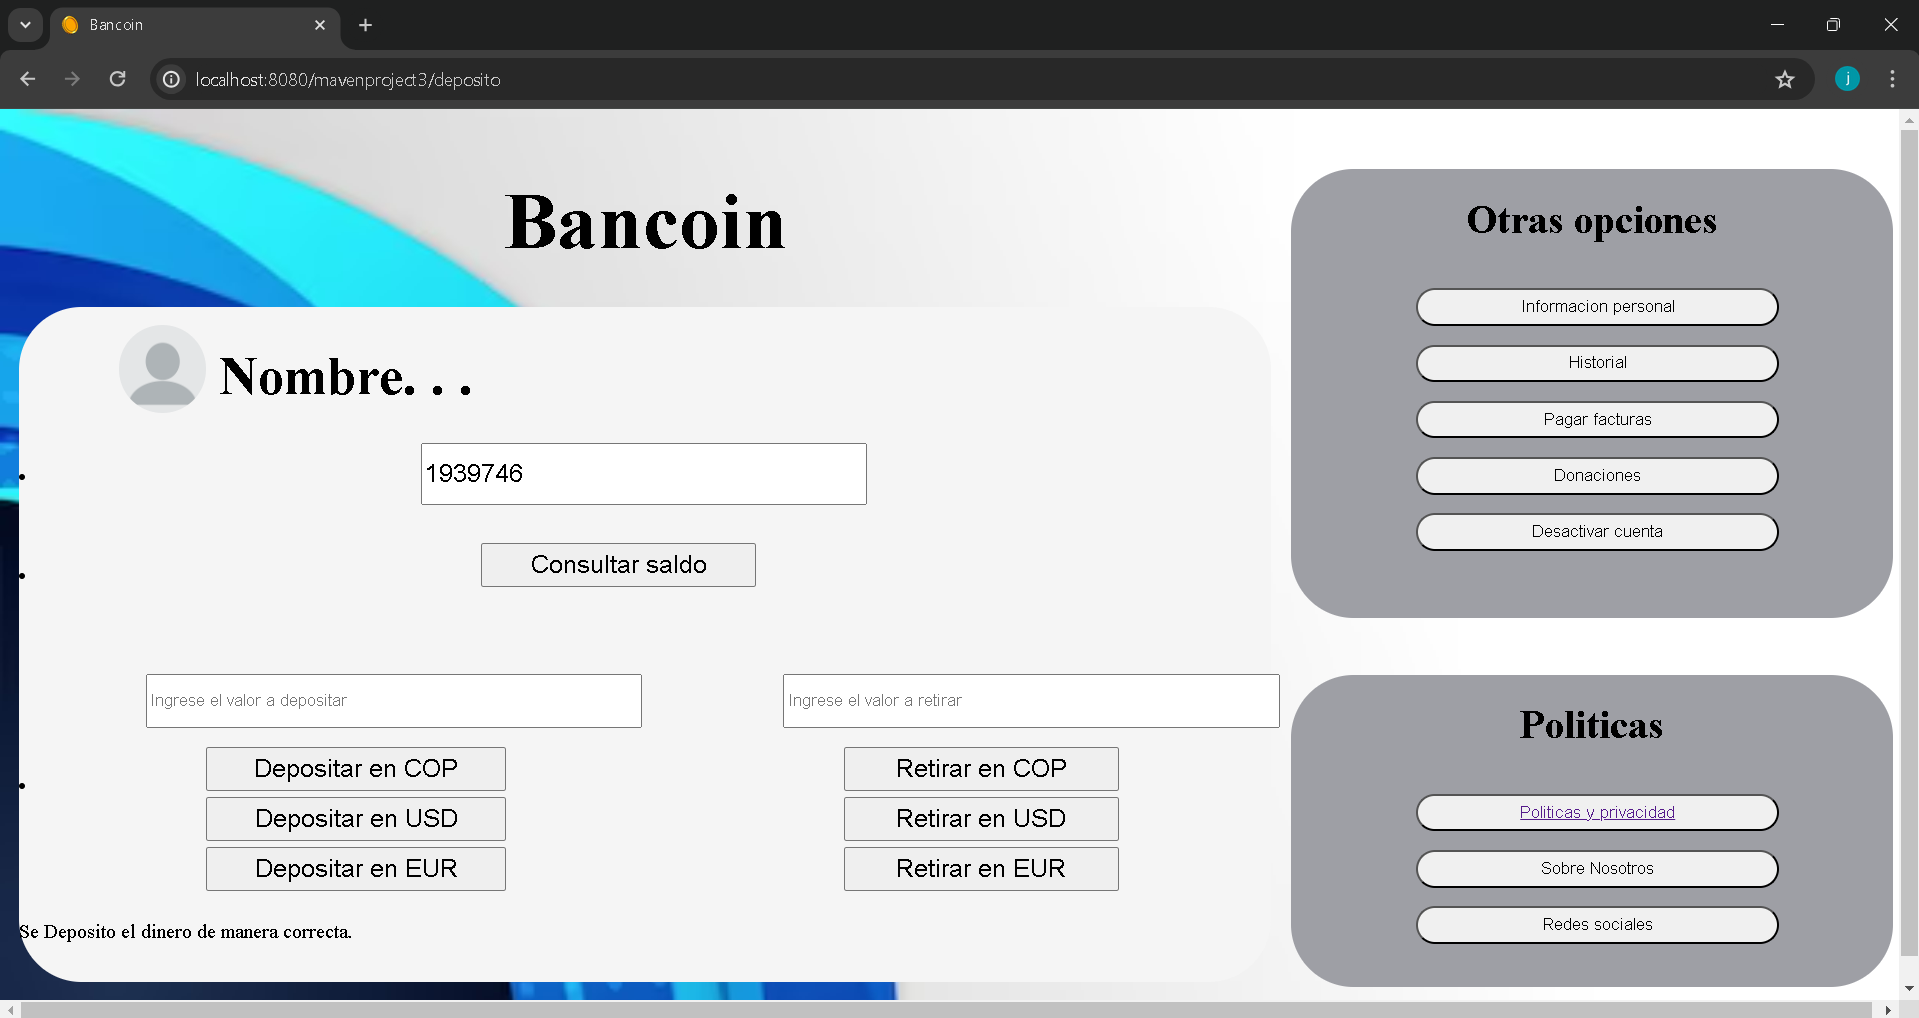 Bancoin
localhost:8080/mavenproject3/deposito
j
Bancoin
Nombre. . .
1939746
Consultar saldo
Ingrese el valor a depositar
Ingrese el valor a retirar
Depositar en COP
Retirar en COP
Depositar en USD
Retirar en USD
Depositar en EUR
Retirar en EUR
Se Deposito el dinero de manera correcta.
Otras opciones
Informacion personal
Historial
Pagar facturas
Donaciones
Desactivar cuenta
Politicas
Politicas y privacidad
Sobre Nosotros
Redes sociales